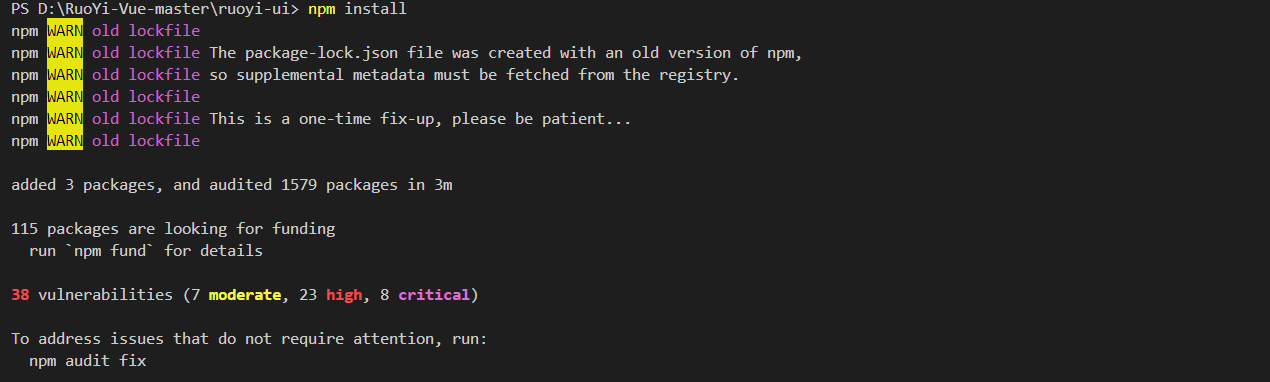 PS D:\RuoYi-Vue-master\ruoyi-ui> npm install
npm WARN old lockfile
npm WARN old lockfile The package-lock.json file was created with an old version of npm,
npm WARN old lockfile so supplemental metadata must be fetched from the registry.
npm WARN old lockfile
npm WARN old lockfile This is a one-time fix-up, please be patient...
npm WARN old lockfile
added 3 packages, and audited 1579 packages in 3m
115 packages are looking for funding
run `npm fund` for details
38 vulnerabilities (7 moderate, 23 high, 8 critical)
To address issues that do not require attention, run:
npm audit fix